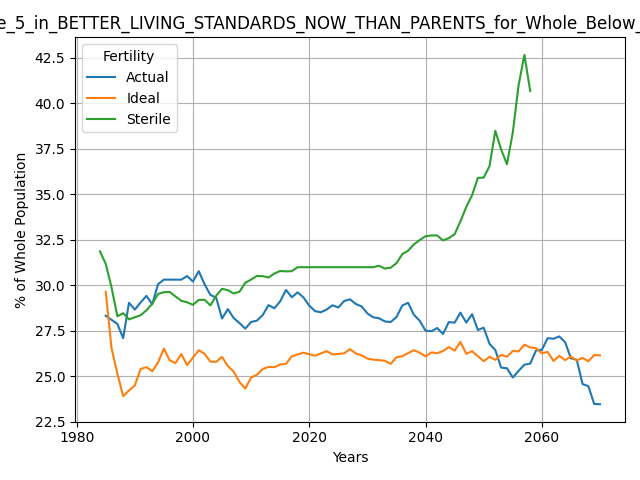 e_5_in_BETTER_LIVING_STANDARDS_NOW_THAN_PARENTS_for_Whole_Below_
Fertility
Actual
Ideal
Sterile
% of Whole Population
42.5
40.0
37.5
35.0
32.5
30.0
27.5
25.0
22.5
1980
2000
2020
2040
2060
Years